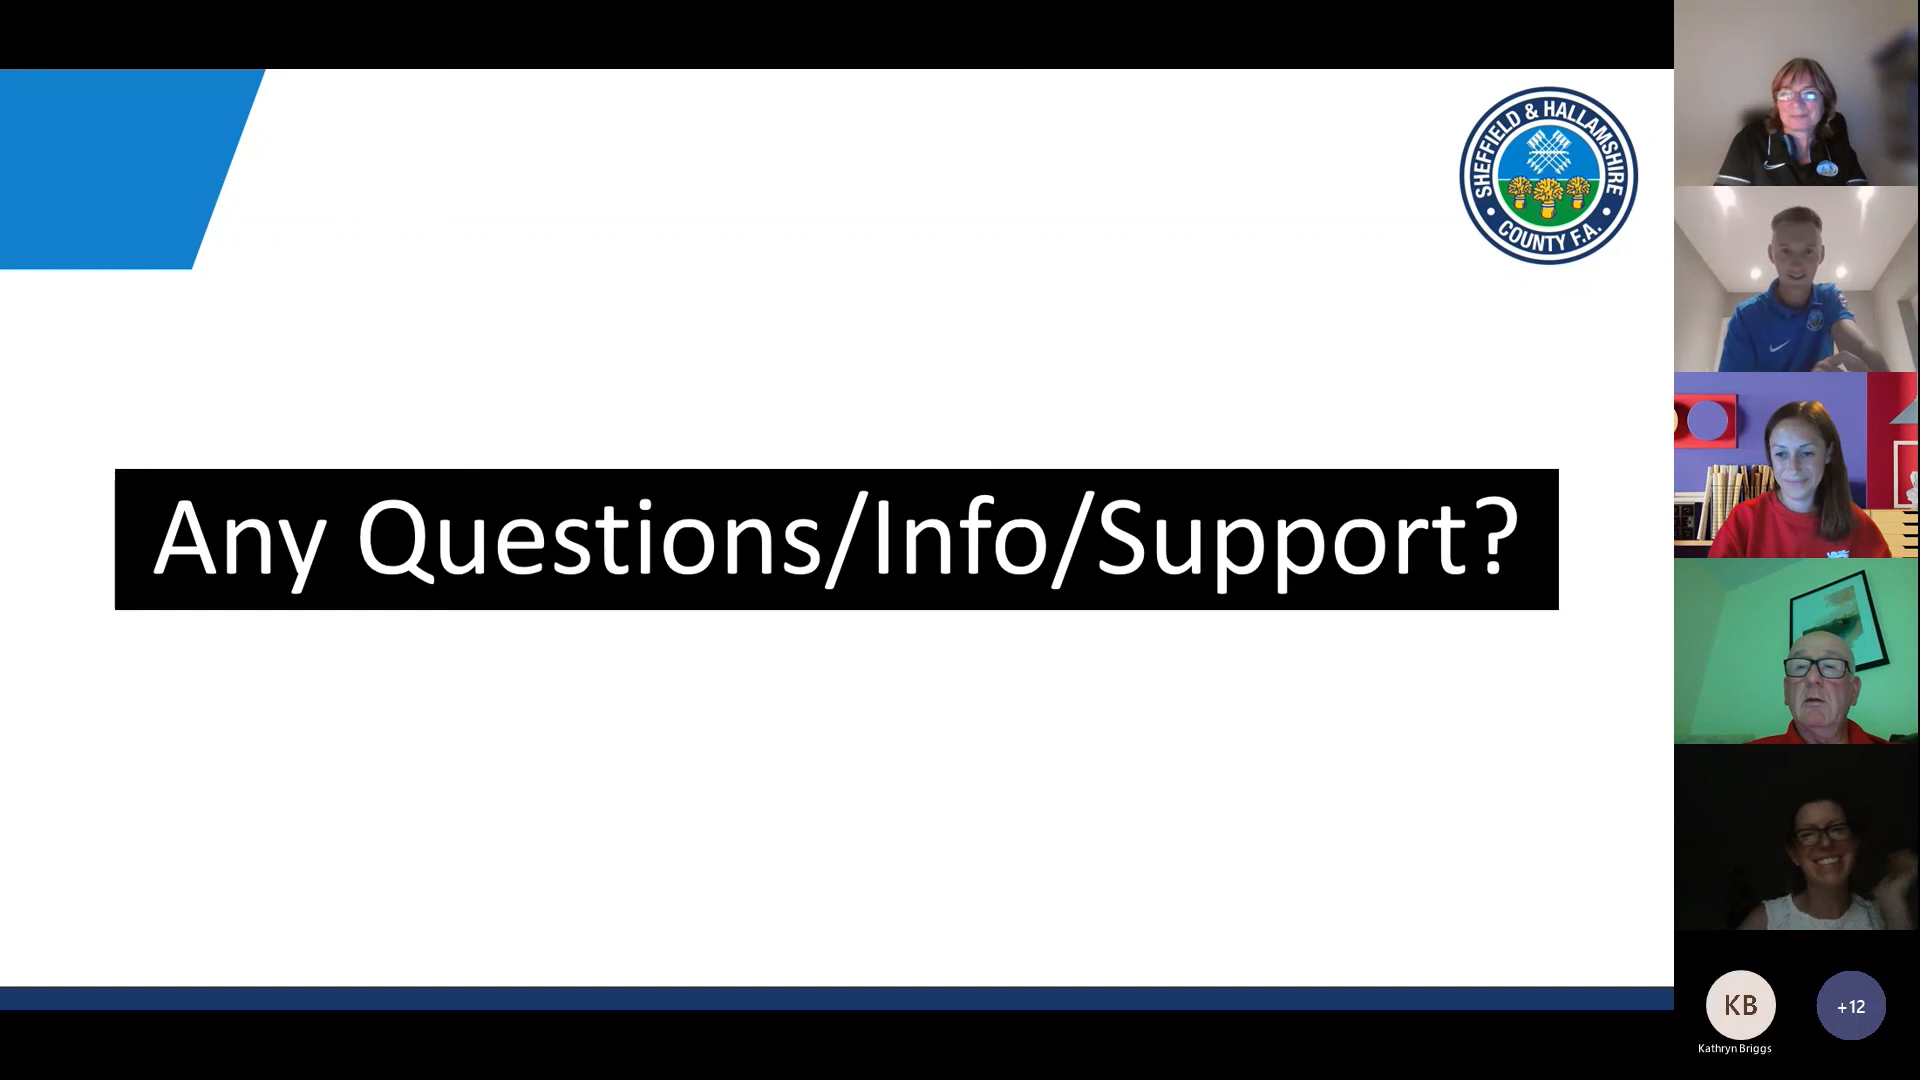 SHEFFIELD & HALLAMSHIRE
COUNTY F.A.
Any Questions/Info/Support?
KB
+12
Kathryn Briggs